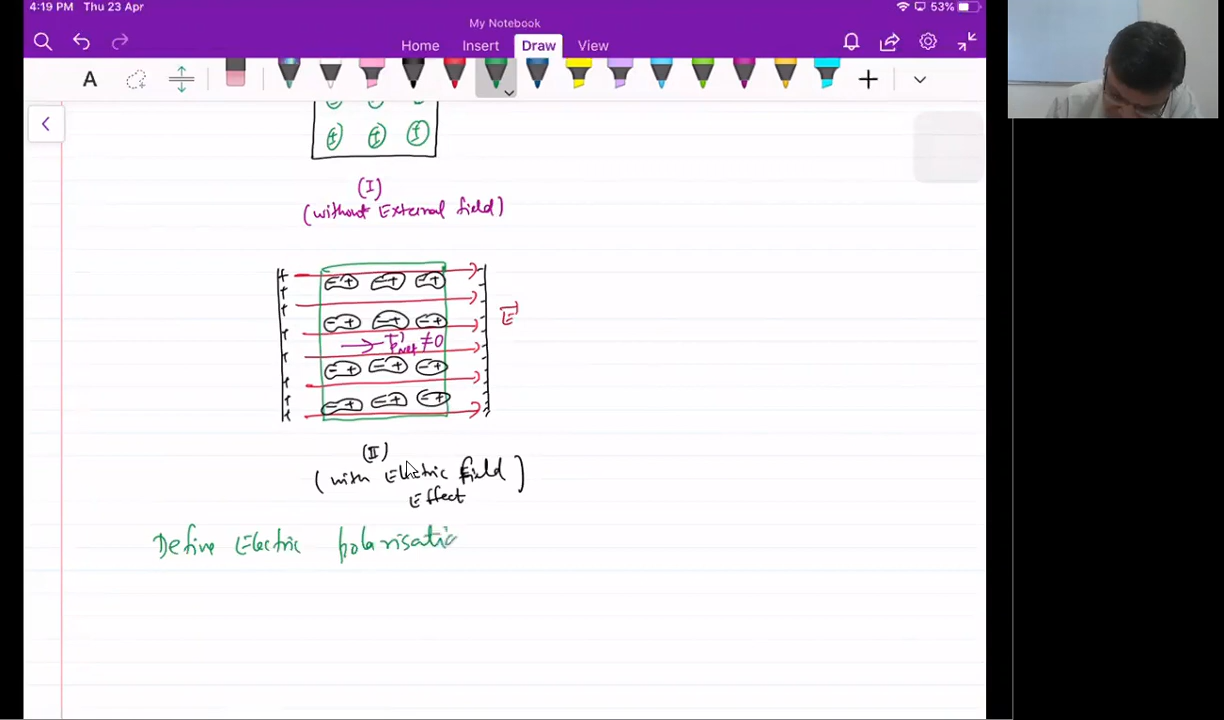 4:19 PM Thu 23 Apr
53%
My Notebook
Home Insert Draw View
A
(I)
(without External field)
+ - + - + - +
+
+ - + - + - +
E
+ → P net ≠0
+ - + - + - +
+
+ - + - + - +
(II)
(with Electric field)
Effect
Define Electric polarisatio